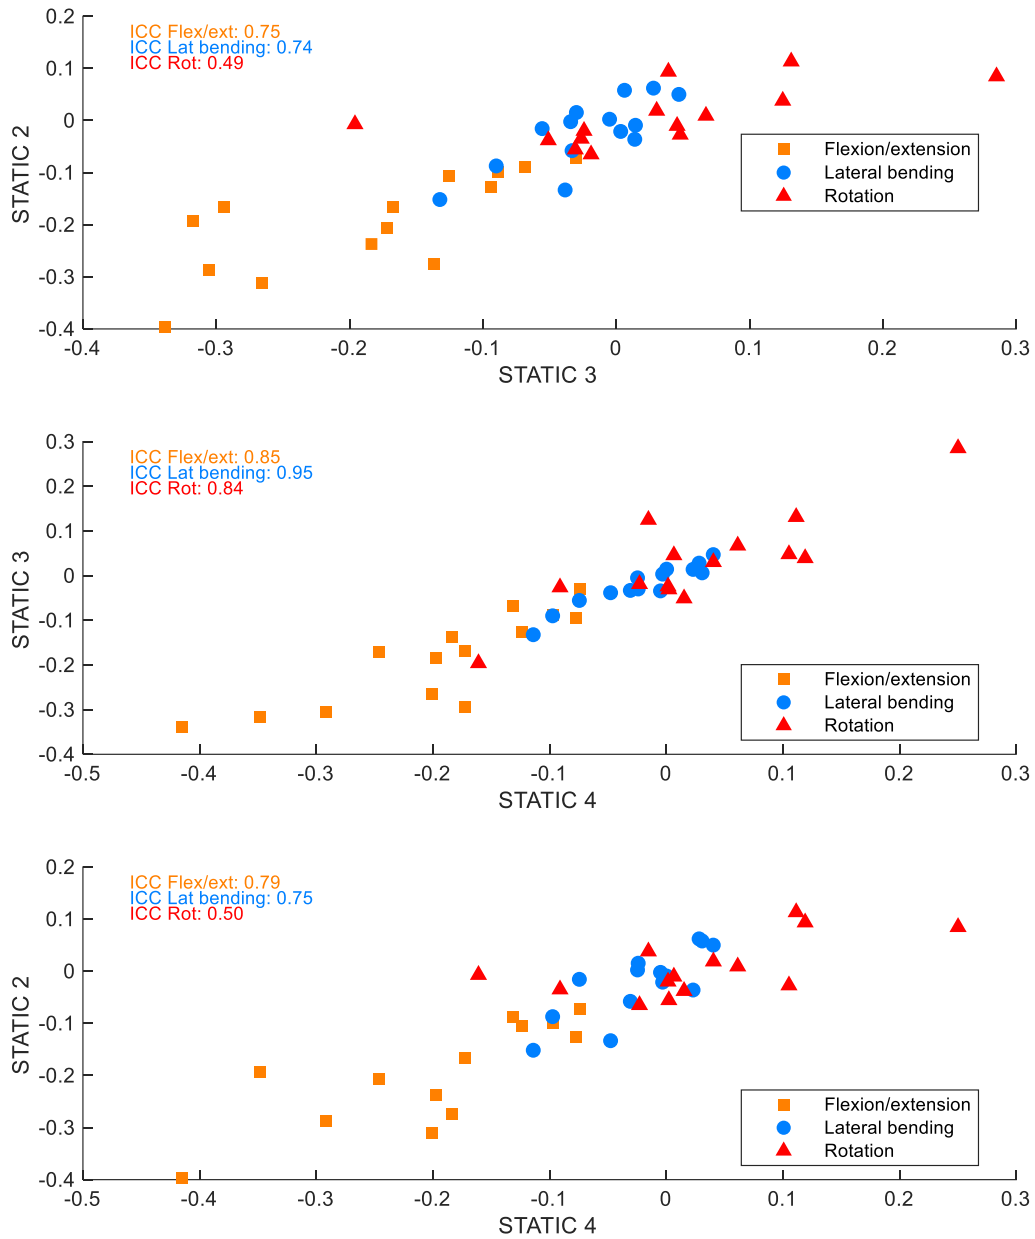 0.2
ICC Flex/ext: 0.75
ICC Lat bending: 0.74
ICC Rot: 0.49
0.1
0
-0.1
-0.2
-0.3
-0.4
STATIC 2
Flexion/extension
Lateral bending
Rotation
-0.4 -0.3 -0.2 -0.1 0 0.1 0.2 0.3
STATIC 3
0.3
ICC Flex/ext: 0.85
ICC Lat bending: 0.95
ICC Rot: 0.84
0.2
0.1
0
-0.1
-0.2
-0.3
-0.4
STATIC 3
Flexion/extension
Lateral bending
Rotation
-0.5 -0.4 -0.3 -0.2 -0.1 0 0.1 0.2 0.3
STATIC 4
0.2
ICC Flex/ext: 0.79
ICC Lat bending: 0.75
ICC Rot: 0.50
0.1
0
-0.1
-0.2
-0.3
-0.4
STATIC 2
Flexion/extension
Lateral bending
Rotation
-0.5 -0.4 -0.3 -0.2 -0.1 0 0.1 0.2 0.3
STATIC 4